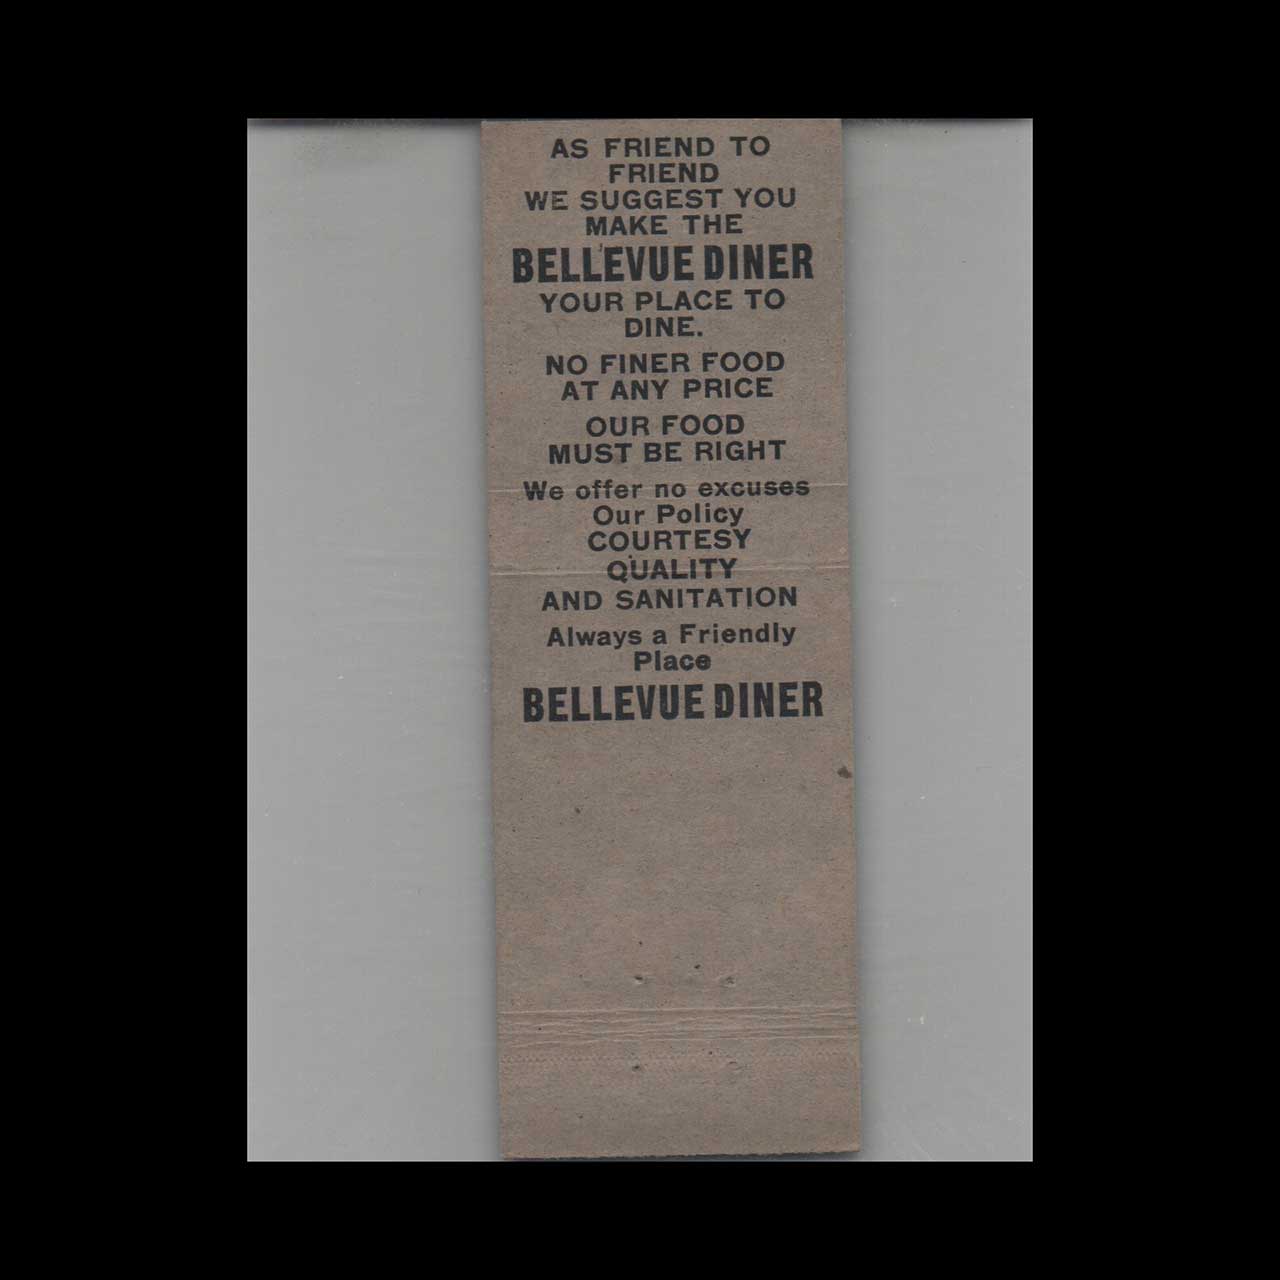 AS FRIEND TO
FRIEND
WE SUGGEST YOU
MAKE THE
BELLEVUE DINER
YOUR PLACE TO
DINE.
NO FINER FOOD
AT ANY PRICE
OUR FOOD
MUST BE RIGHT
We offer no excuses
Our Policy
COURTESY
QUALITY
AND SANITATION
Always a Friendly
Place
BELLEVUE DINER